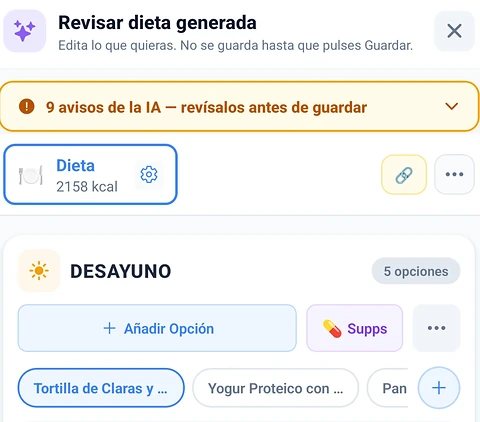 Revisar dieta generada
Edita lo que quieras. No se guarda hasta que pulses Guardar.
9 avisos de la IA — revísalos antes de guardar
Dieta
2158 kcal
DESAYUNO
5 opciones
+ Añadir Opción
Supps
Tortilla de Claras y ...
Yogur Proteico con ...
Pan